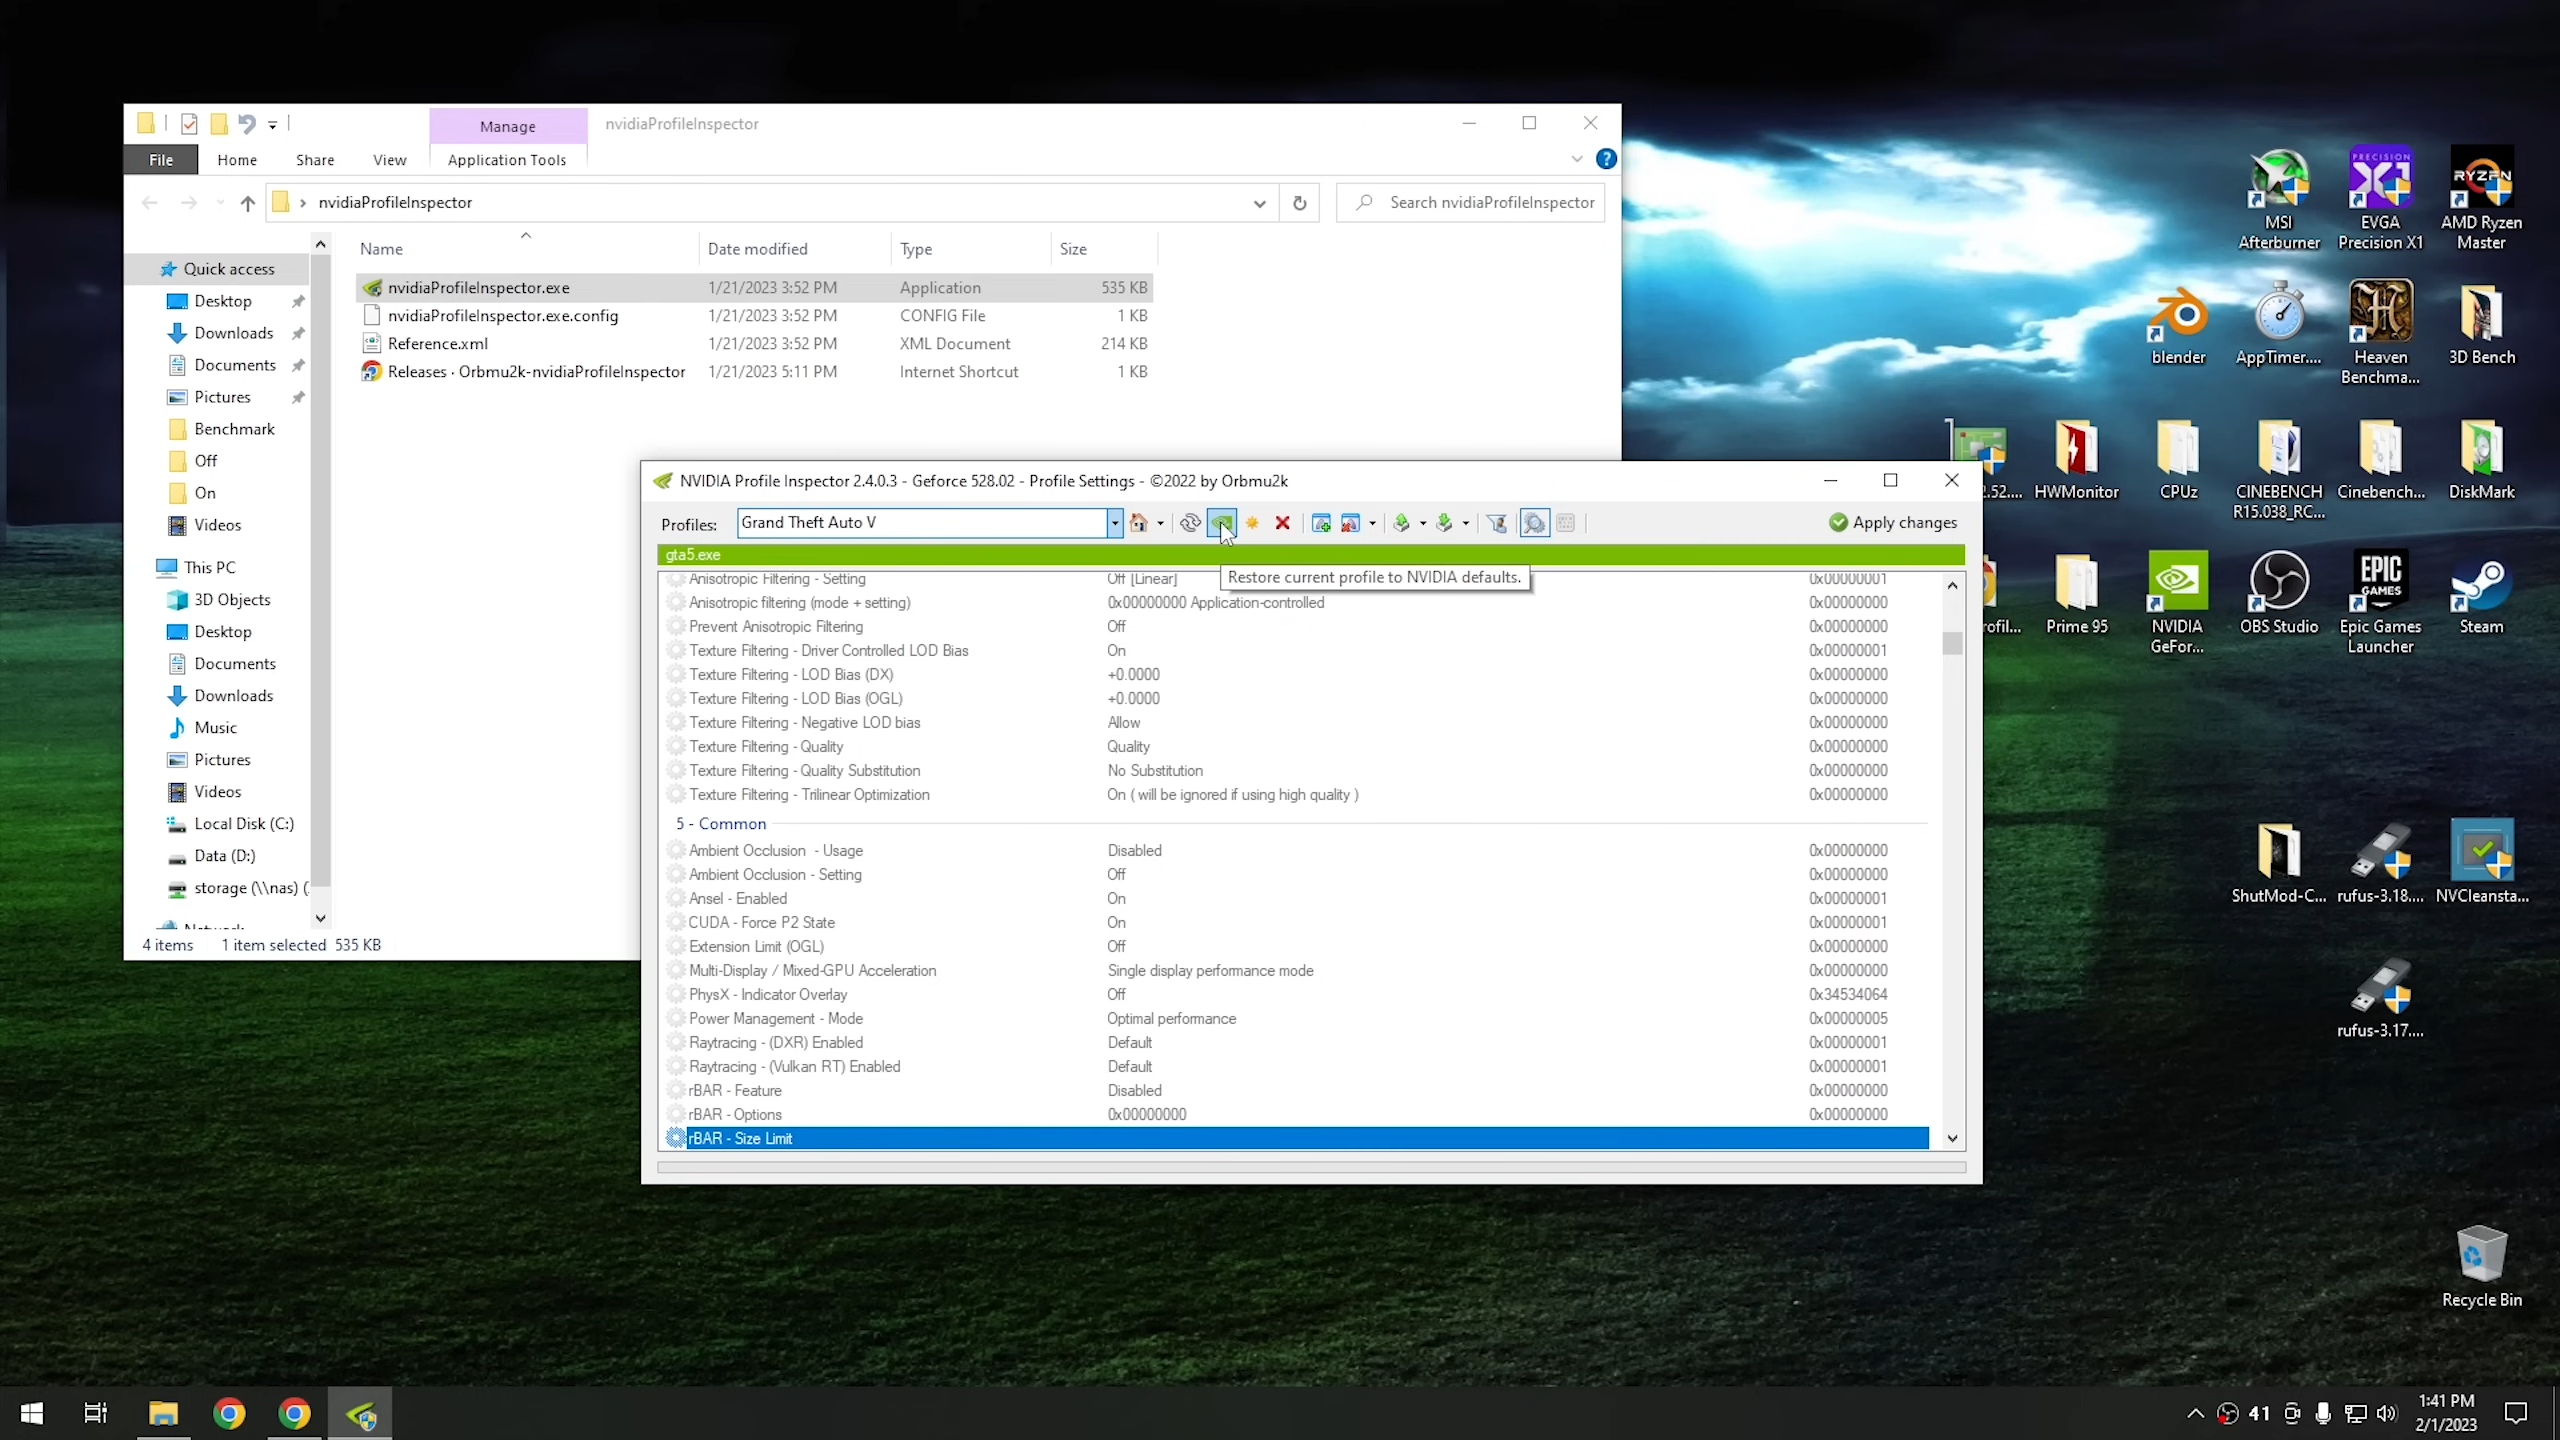 Manage
nvidiaProfileInspector
File
Home
Share
View
Application Tools
nvidiaProfileInspector
Search nvidiaProfileInspector
Name
Date modified
Type
Size
Quick access
Desktop
Downloads
Documents
Pictures
Benchmark
Off
On
Videos
This PC
3D Objects
Desktop
Documents
Downloads
Music
Pictures
Videos
Local Disk (C:)
Data (D:)
storage (\\nas) (
nvidiaProfileInspector.exe 1/21/2023 3:52 PM Application 535 KB
nvidiaProfileInspector.exe.config 1/21/2023 3:52 PM CONFIG File 1 KB
Reference.xml 1/21/2023 3:52 PM XML Document 214 KB
Releases · Orbmu2k-nvidiaProfileInspector 1/21/2023 5:11 PM Internet Shortcut 1 KB
4 items 1 item selected 535 KB
NVIDIA Profile Inspector 2.4.0.3 - Geforce 528.02 - Profile Settings - ©2022 by Orbmu2k
Profiles: Grand Theft Auto V
Apply changes
gta5.exe
Restore current profile to NVIDIA defaults.
Anisotropic Filtering - Setting Off [Linear] 0x00000001
Anisotropic filtering (mode + setting) 0x00000000 Application-controlled 0x00000000
Prevent Anisotropic Filtering Off 0x00000000
Texture Filtering - Driver Controlled LOD Bias On 0x00000001
Texture Filtering - LOD Bias (DX) +0.0000 0x00000000
Texture Filtering - LOD Bias (OGL) +0.0000 0x00000000
Texture Filtering - Negative LOD bias Allow 0x00000000
Texture Filtering - Quality Quality 0x00000000
Texture Filtering - Quality Substitution No Substitution 0x00000000
Texture Filtering - Trilinear Optimization On ( will be ignored if using high quality ) 0x00000000
5 - Common
Ambient Occlusion - Usage Disabled 0x00000000
Ambient Occlusion - Setting Off 0x00000000
Ansel - Enabled On 0x00000001
CUDA - Force P2 State On 0x00000001
Extension Limit (OGL) Off 0x00000000
Multi-Display / Mixed-GPU Acceleration Single display performance mode 0x00000000
PhysX - Indicator Overlay Off 0x34534064
Power Management - Mode Optimal performance 0x00000005
Raytracing - (DXR) Enabled Default 0x00000001
Raytracing - (Vulkan RT) Enabled Default 0x00000001
rBAR - Feature Disabled 0x00000000
rBAR - Options 0x00000000 0x00000000
rBAR - Size Limit
PRECISION
X1
RYZEN
MSI
Afterburner
EVGA
Precision X1
AMD Ryzen
Master
blender
AppTimer....
Heaven
Benchma...
3D Bench
2.52....
HWMonitor
CPUz
CINEBENCH
R15.038_RC...
Cinebench...
DiskMark
EPIC
GAMES
rofil...
Prime 95
NVIDIA
GeFor...
OBS Studio
Epic Games
Launcher
Steam
ShutMod-C...
rufus-3.18....
NVCleansta...
rufus-3.17....
Recycle Bin
41
1:41 PM
2/1/2023